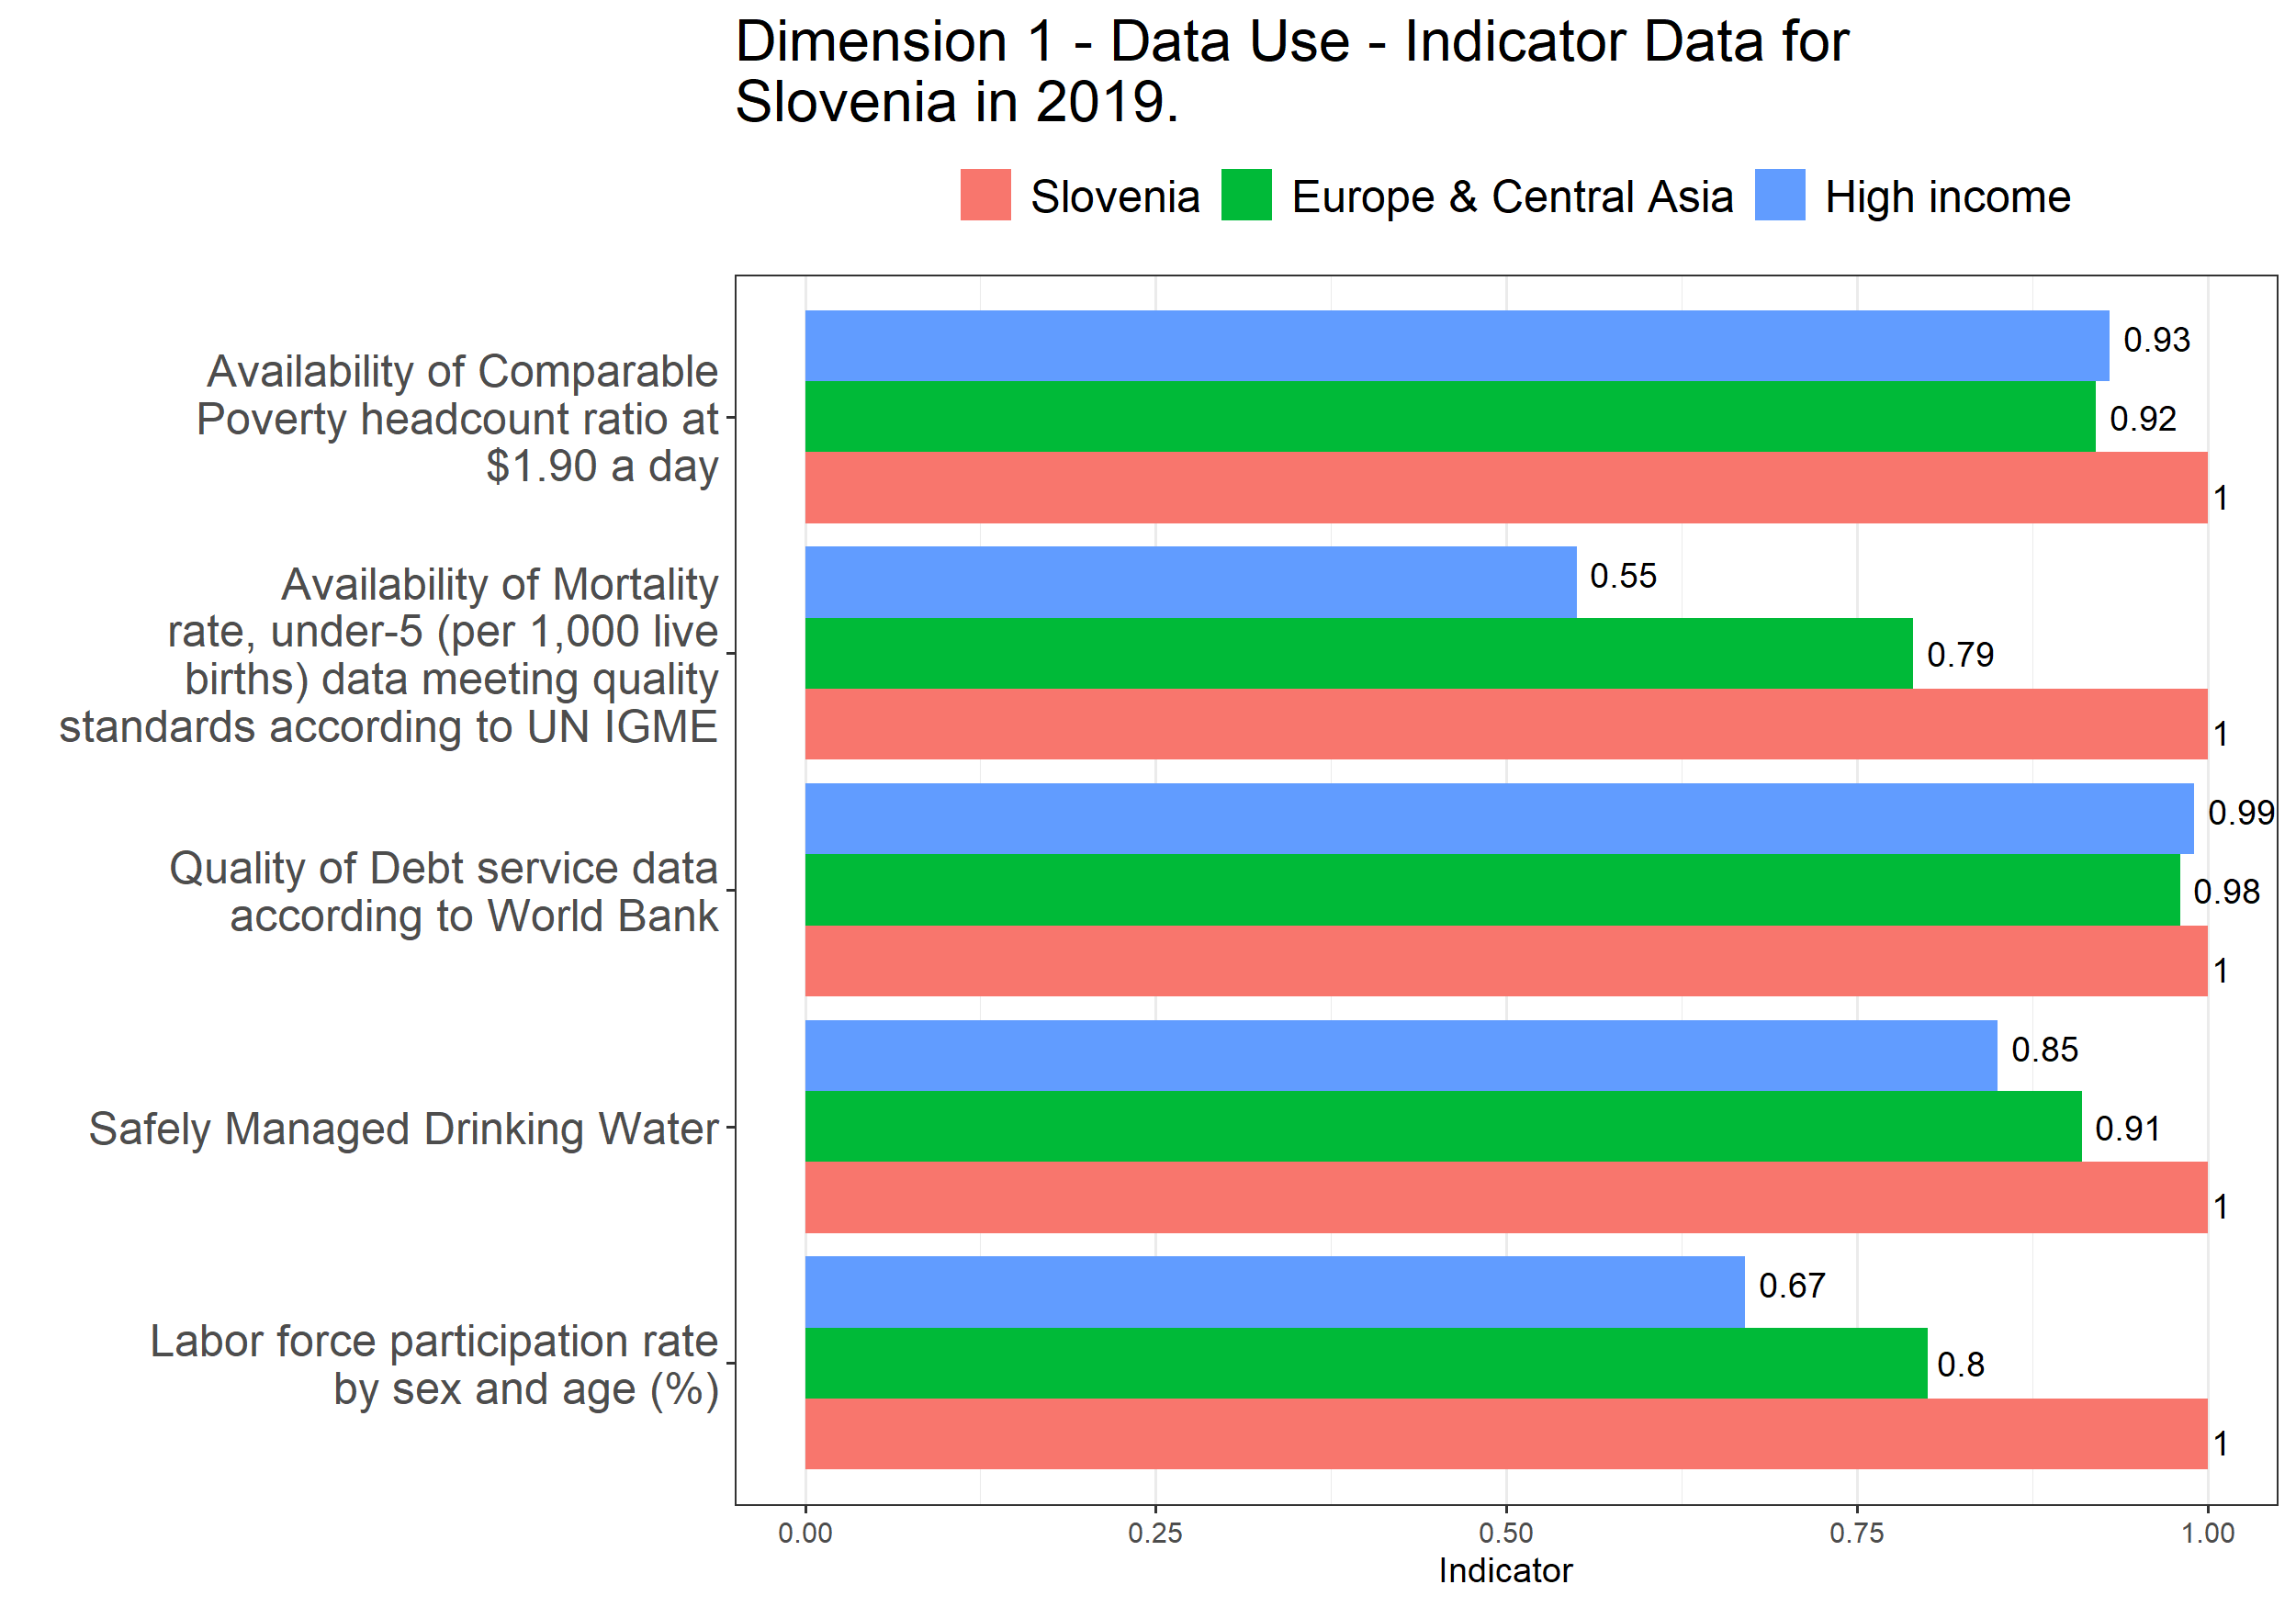 Dimension 1 - Data Use - Indicator Data for
Slovenia in 2019.
Slovenia
Europe & Central Asia
High income
Availability of Comparable
Poverty headcount ratio at
$1.90 a day
0.93
0.92
1
Availability of Mortality
rate, under-5 (per 1,000 live
births) data meeting quality
standards according to UN IGME
0.55
0.79
1
Quality of Debt service data
according to World Bank
0.99
0.98
1
Safely Managed Drinking Water
0.85
0.91
1
Labor force participation rate
by sex and age (%)
0.67
0.8
1
0.00
0.25
0.50
0.75
1.00
Indicator